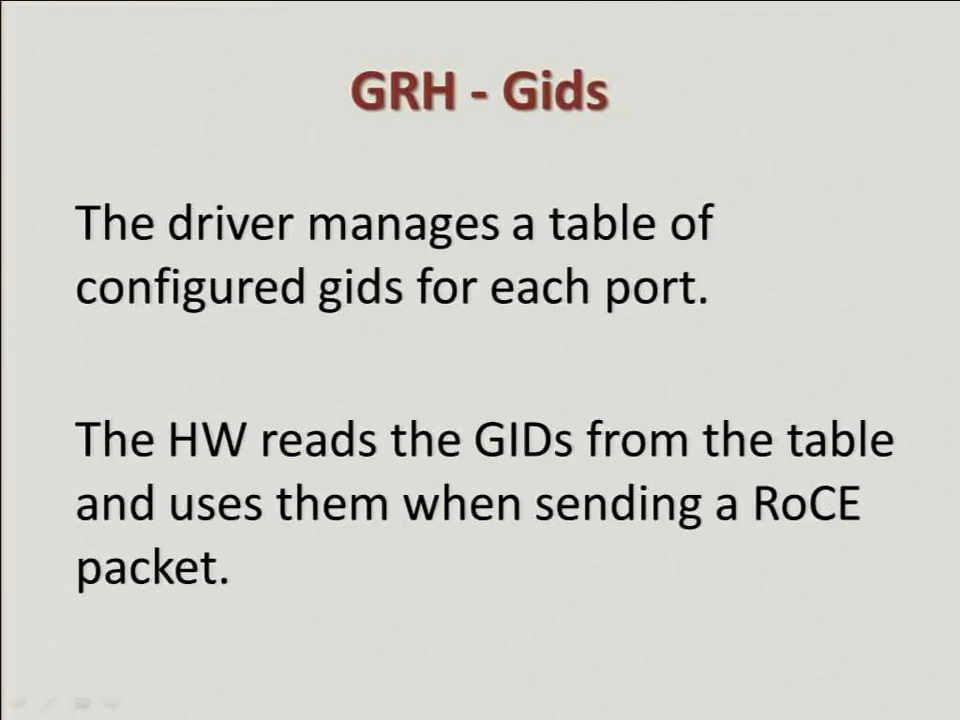 GRH - Gids
The driver manages a table of
configured gids for each port.
The HW reads the GIDs from the table
and uses them when sending a RoCE
packet.